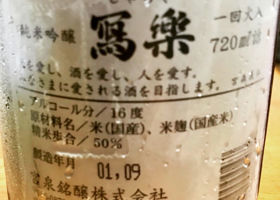 純米吟醸
寫樂
一回火入
720ml詰
を愛し、酒を愛し、人を愛す。
なさまに愛される酒を目指します。
アルコール分/16度
原材料名/米(国産)、米麹(国産米)
精米歩合/50%
製造年月 01,09
泉銘醸株式会社